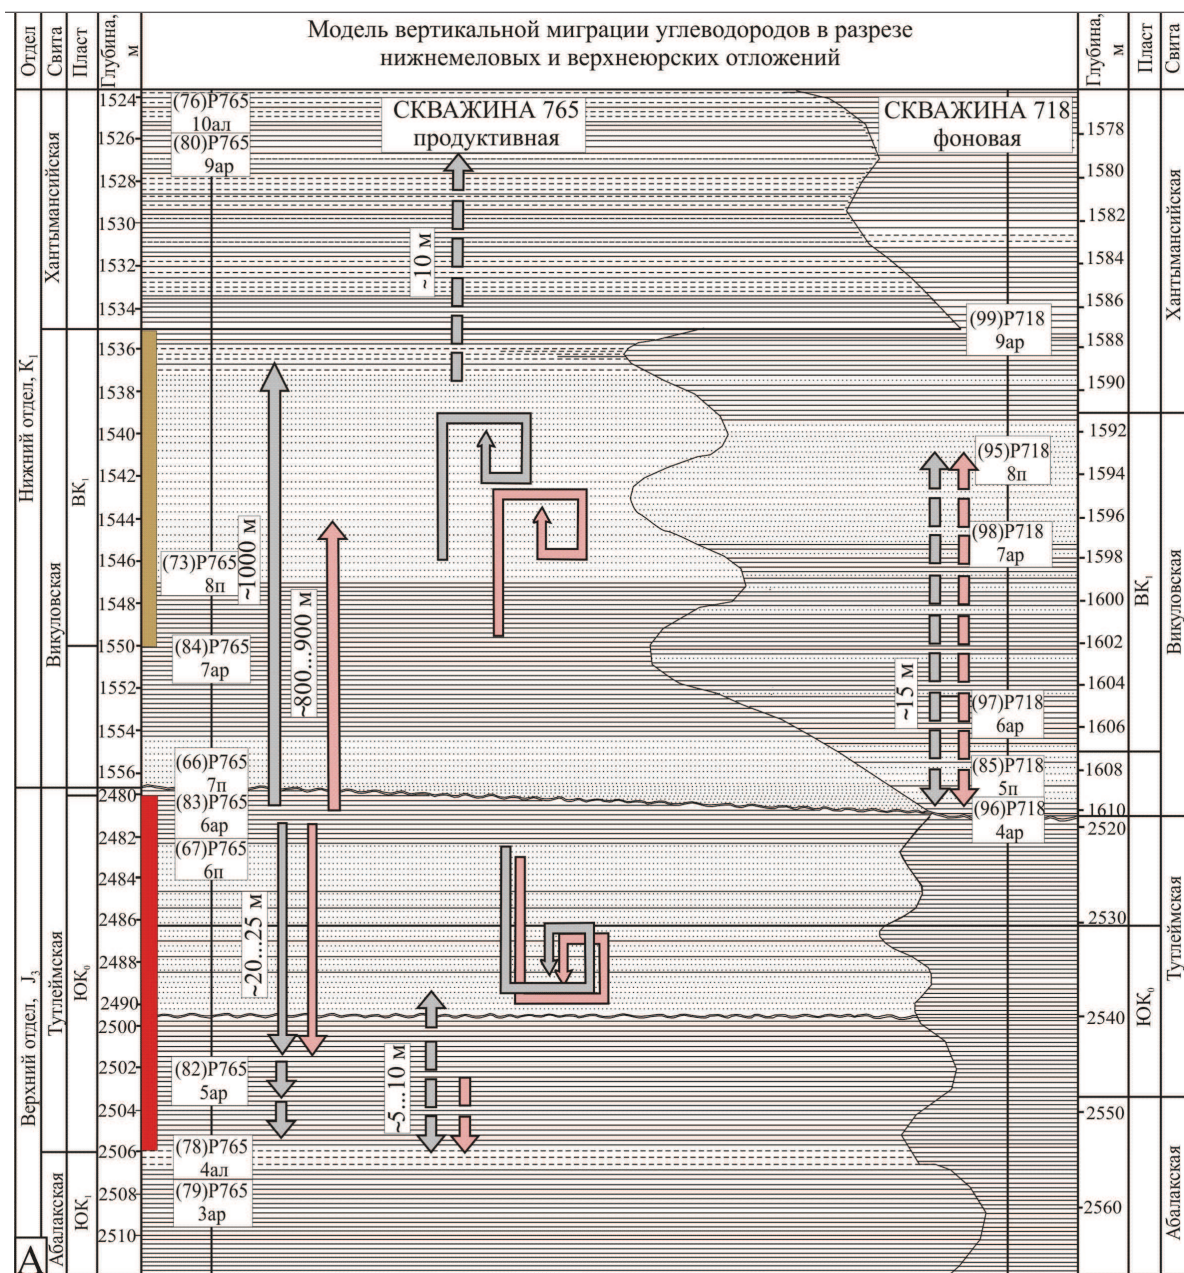 Модель вертикальной миграции углеводородов в разрезе
нижнемеловых и верхнеюрских отложений
Отдел
Свита
Пласт
Глубина,
м
Глубина,
м
Пласт
Свита
Нижний отдел, К₁
Верхний отдел, J₃
Хантымансийская
Викуловская
Тутлеймская
Абалакская
ВК₁
ЮК₀
ЮК₁
1524
1526
1528
1530
1532
1534
1536
1538
1540
1542
1544
1546
1548
1550
1552
1554
1556
2480
2482
2484
2486
2488
2490
2500
2502
2504
2506
2508
2510
(76)Р765
10ал
(80)Р765
9ар
(73)Р765
8п
(84)Р765
7ар
(66)Р765
7п
(83)Р765
6ар
(67)Р765
6п
(82)Р765
5ар
(78)Р765
4ал
(79)Р765
3ар
СКВАЖИНА 765
продуктивная
~10 м
~1000 м
~800...900 м
~20...25 м
~5...10 м
СКВАЖИНА 718
фоновая
(99)Р718
9ар
(95)Р718
8п
(98)Р718
7ар
(97)Р718
6ар
(85)Р718
5п
(96)Р718
4ар
~15 м
1578
1580
1582
1584
1586
1588
1590
1592
1594
1596
1598
1600
1602
1604
1606
1608
1610
2520
2530
2540
2550
2560
ВК₁
ЮК₀
Хантымансийская
Викуловская
Тутлеймская
Абалакская
А